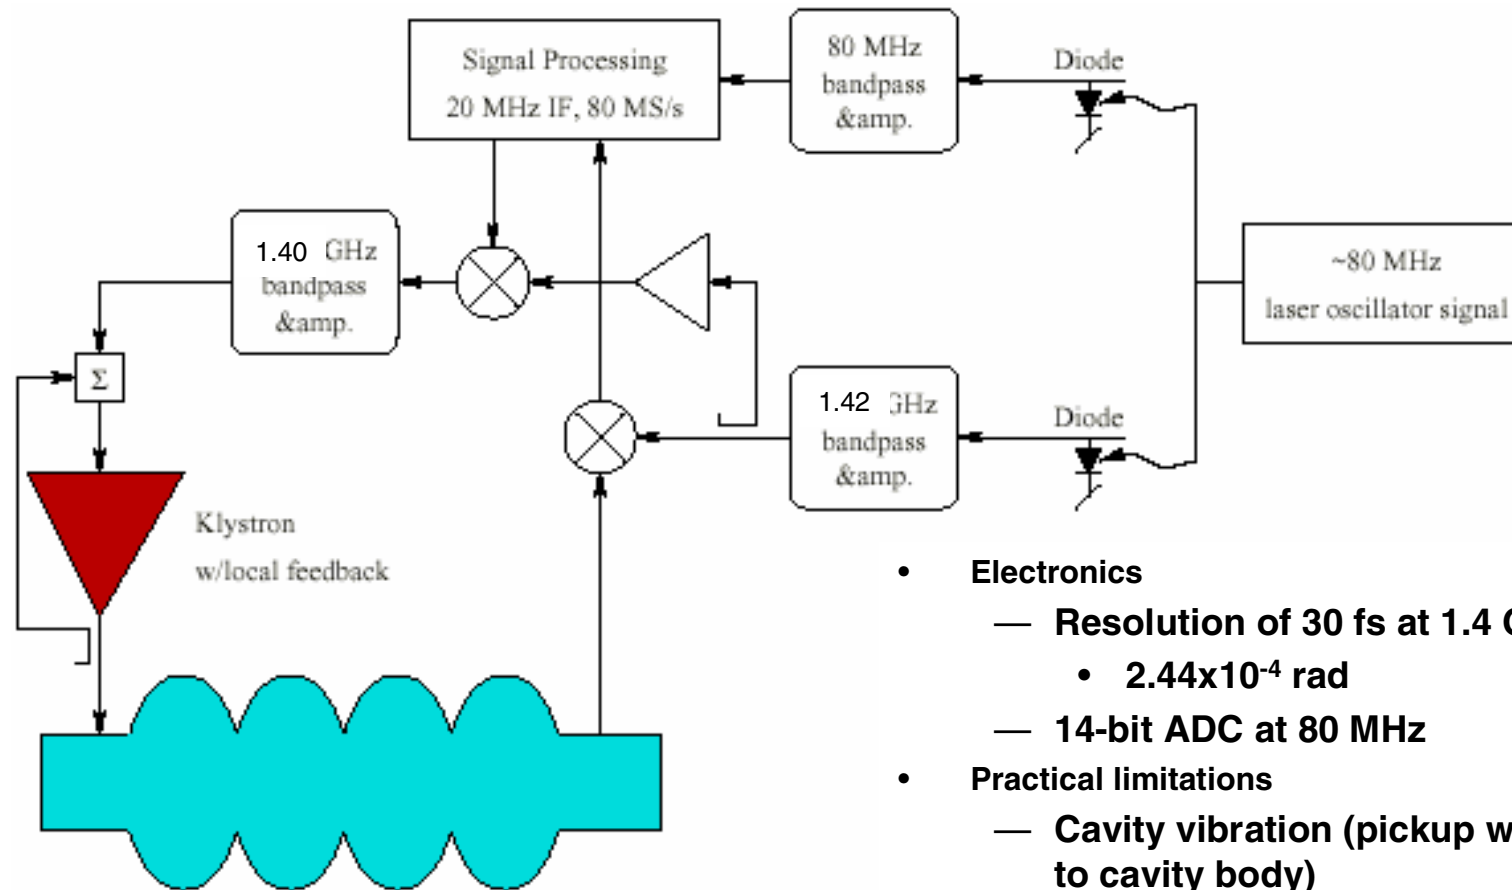 Signal Processing
20 MHz IF, 80 MS/s
80 MHz
bandpass
&amp.
Diode
1.40 GHz
bandpass
&amp.
~80 MHz
laser oscillator signal
Σ
1.42 GHz
bandpass
&amp.
Diode
Klystron
w/local feedback
• Electronics
— Resolution of 30 fs at 1.4
• 2.44x10⁻⁴ rad
— 14-bit ADC at 80 MHz
• Practical limitations
— Cavity vibration (pickup
to cavity body)